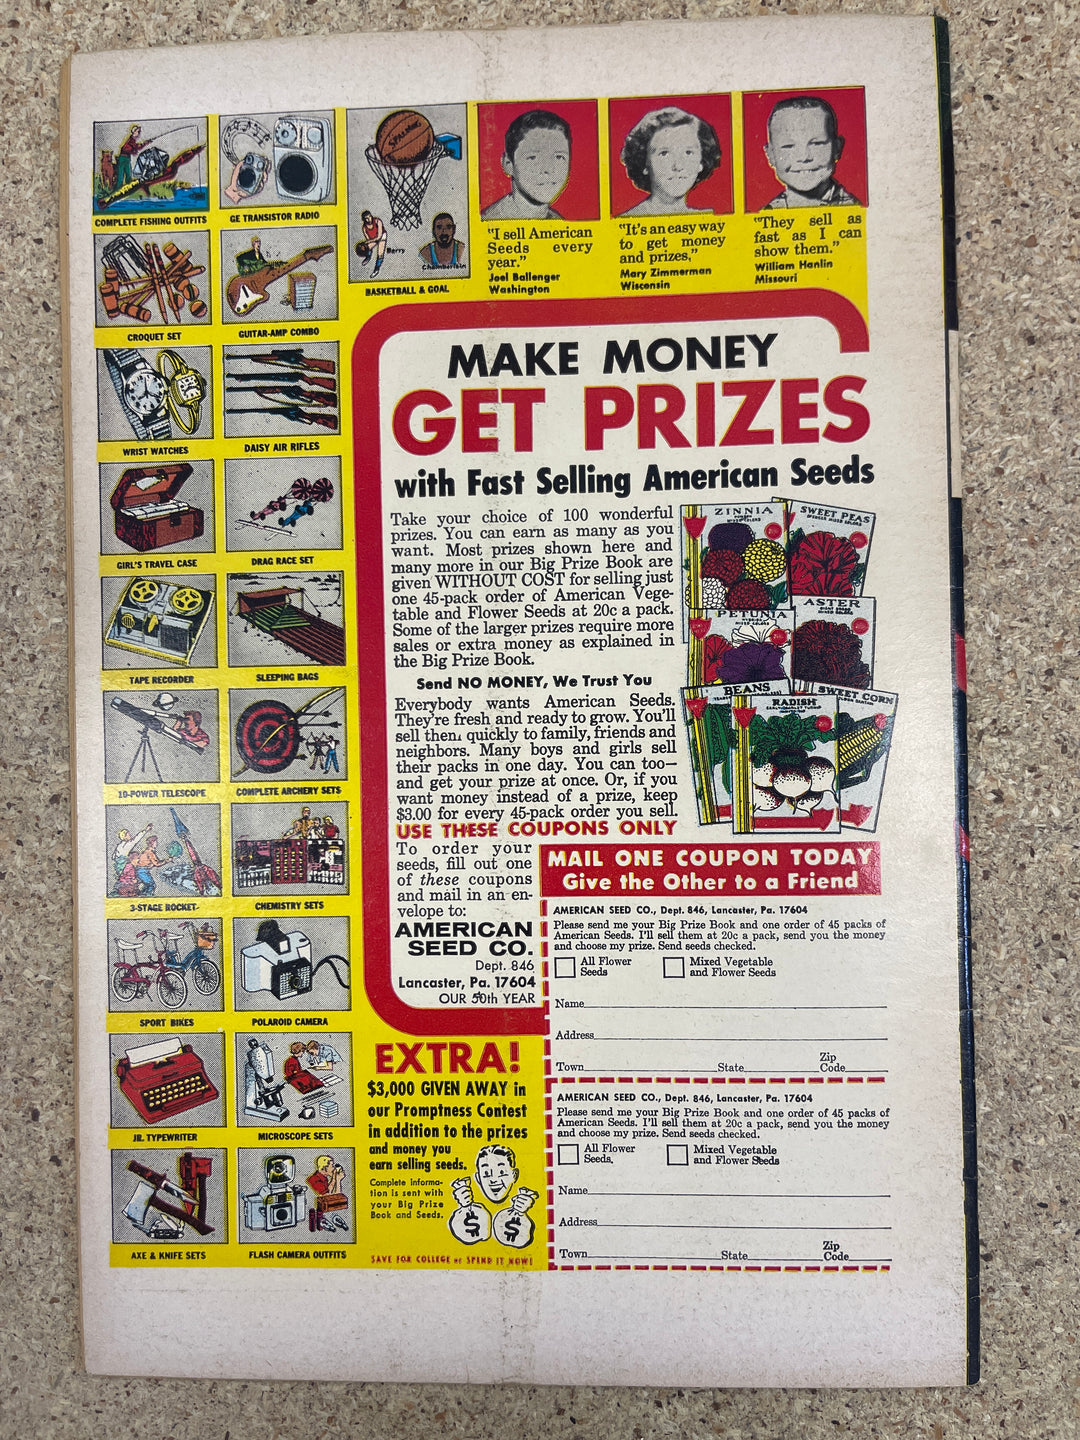 COMPLETE FISHING OUTFITS
GE TRANSISTOR RADIO
CROQUET SET
GUITAR-AMP COMBO
WRIST WATCHES
DAISY AIR RIFLES
GIRL'S TRAVEL CASE
DRAG RACE SET
TAPE RECORDER
SLEEPING BAGS
10-POWER TELESCOPE
COMPLETE ARCHERY SETS
3-STAGE ROCKET
CHEMISTRY SETS
SPORT BIKES
POLAROID CAMERA
JR. TYPEWRITER
MICROSCOPE SETS
AXE & KNIFE SETS
FLASH CAMERA OUTFITS
SPALDING
Barry
Chamberlain
BASKETBALL & GOAL
"I sell American
Seeds every
year."
Joel Ballenger
Washington
"It's an easy way
to get money
and prizes,"
Mary Zimmerman
Wisconsin
"They sell as
fast as I can
show them."
William Hanlin
Missouri
MAKE MONEY
GET PRIZES
with Fast Selling American Seeds
Take your choice of 100 wonderful
prizes. You can earn as many as you
want. Most prizes shown here and
many more in our Big Prize Book are
given WITHOUT COST for selling just
one 45-pack order of American Vege-
table and Flower Seeds at 20c a pack.
Some of the larger prizes require more
sales or extra money as explained in
the Big Prize Book.
Send NO MONEY, We Trust You
Everybody wants American Seeds.
They're fresh and ready to grow. You'll
sell them quickly to family, friends and
neighbors. Many boys and girls sell
their packs in one day. You can too—
and get your prize at once. Or, if you
want money instead of a prize, keep
$3.00 for every 45-pack order you sell.
USE THESE COUPONS ONLY
To order your
seeds, fill out one
of these coupons
and mail in an en-
velope to:
AMERICAN
SEED CO.
Dept. 846
Lancaster, Pa. 17604
OUR 50th YEAR
ZINNIA
MIXED COLORS
SWEET PEAS
SPENCER MIXED COLORS
PETUNIA
MIXED COLORS
ASTER
MIXED COLORS
BEANS
RADISH
SWEET CORN
MAIL ONE COUPON TODAY
Give the Other to a Friend
AMERICAN SEED CO., Dept. 846, Lancaster, Pa. 17604
Please send me your Big Prize Book and one order of 45 packs of
American Seeds. I'll sell them at 20c a pack, send you the money
and choose my prize. Send seeds checked.
All Flower
Seeds
Mixed Vegetable
and Flower Seeds
Name
Address
Town State Zip Code
AMERICAN SEED CO., Dept. 846, Lancaster, Pa. 17604
Please send me your Big Prize Book and one order of 45 packs of
American Seeds. I'll sell them at 20c a pack, send you the money
and choose my prize. Send seeds checked.
All Flower
Seeds.
Mixed Vegetable
and Flower Seeds
Name
Address
Town State Zip Code
EXTRA!
$3,000 GIVEN AWAY in
our Promptness Contest
in addition to the prizes
and money you
earn selling seeds.
Complete informa-
tion is sent with
your Big Prize
Book and Seeds.
$ $
SAVE FOR COLLEGE or SPEND IT NOW!